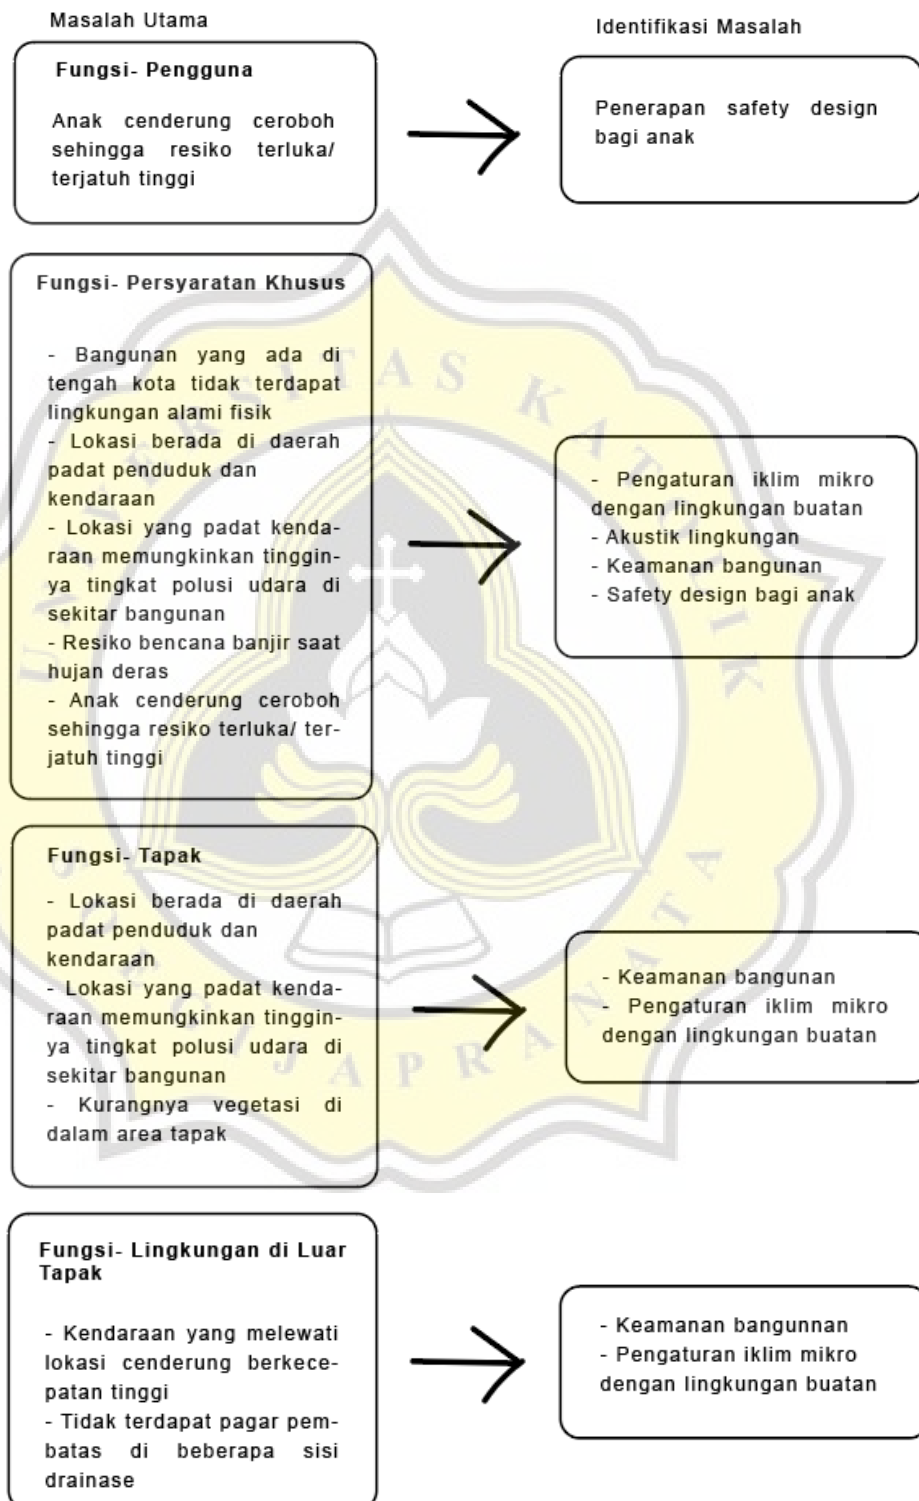 Masalah Utama
Identifikasi Masalah
Fungsi- Pengguna
Anak cenderung ceroboh
sehingga resiko terluka/
terjatuh tinggi
Penerapan safety design
bagi anak
Fungsi- Persyaratan Khusus
- Bangunan yang ada di
tengah kota tidak terdapat
lingkungan alami fisik
- Lokasi berada di daerah
padat penduduk dan
kendaraan
- Lokasi yang padat kenda-
raan memungkinkan tinggin-
ya tingkat polusi udara di
sekitar bangunan
- Resiko bencana banjir saat
hujan deras
- Anak cenderung ceroboh
sehingga resiko terluka/ ter-
jatuh tinggi
- Pengaturan iklim mikro
dengan lingkungan buatan
- Akustik lingkungan
- Keamanan bangunan
- Safety design bagi anak
Fungsi- Tapak
- Lokasi berada di daerah
padat penduduk dan
kendaraan
- Lokasi yang padat kenda-
raan memungkinkan tinggin-
ya tingkat polusi udara di
sekitar bangunan
- Kurangnya vegetasi di
dalam area tapak
- Keamanan bangunan
- Pengaturan iklim mikro
dengan lingkungan buatan
Fungsi- Lingkungan di Luar
Tapak
- Kendaraan yang melewati
lokasi cenderung berkece-
patan tinggi
- Tidak terdapat pagar pem-
batas di beberapa sisi
drainase
- Keamanan bangunnan
- Pengaturan iklim mikro
dengan lingkungan buatan
UNIVERSITAS KATOLIK
SOEGIJAPRANATA